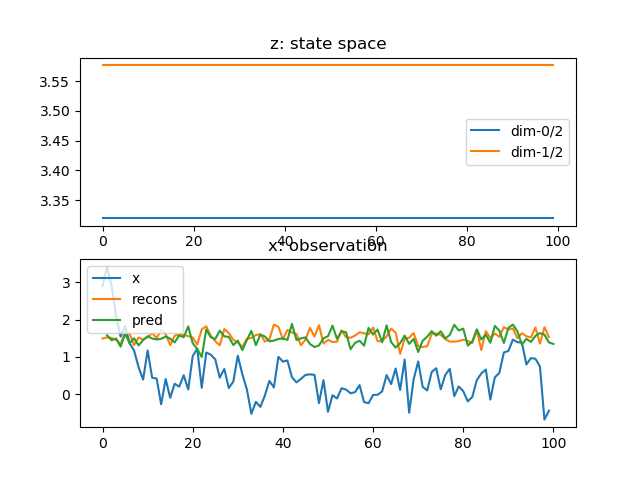 z: state space
3.55
3.50
3.45
3.40
3.35
dim-0/2
dim-1/2
0 20 40 60 80 100
x: observation
3
2
1
0
x
recons
pred
0 20 40 60 80 100